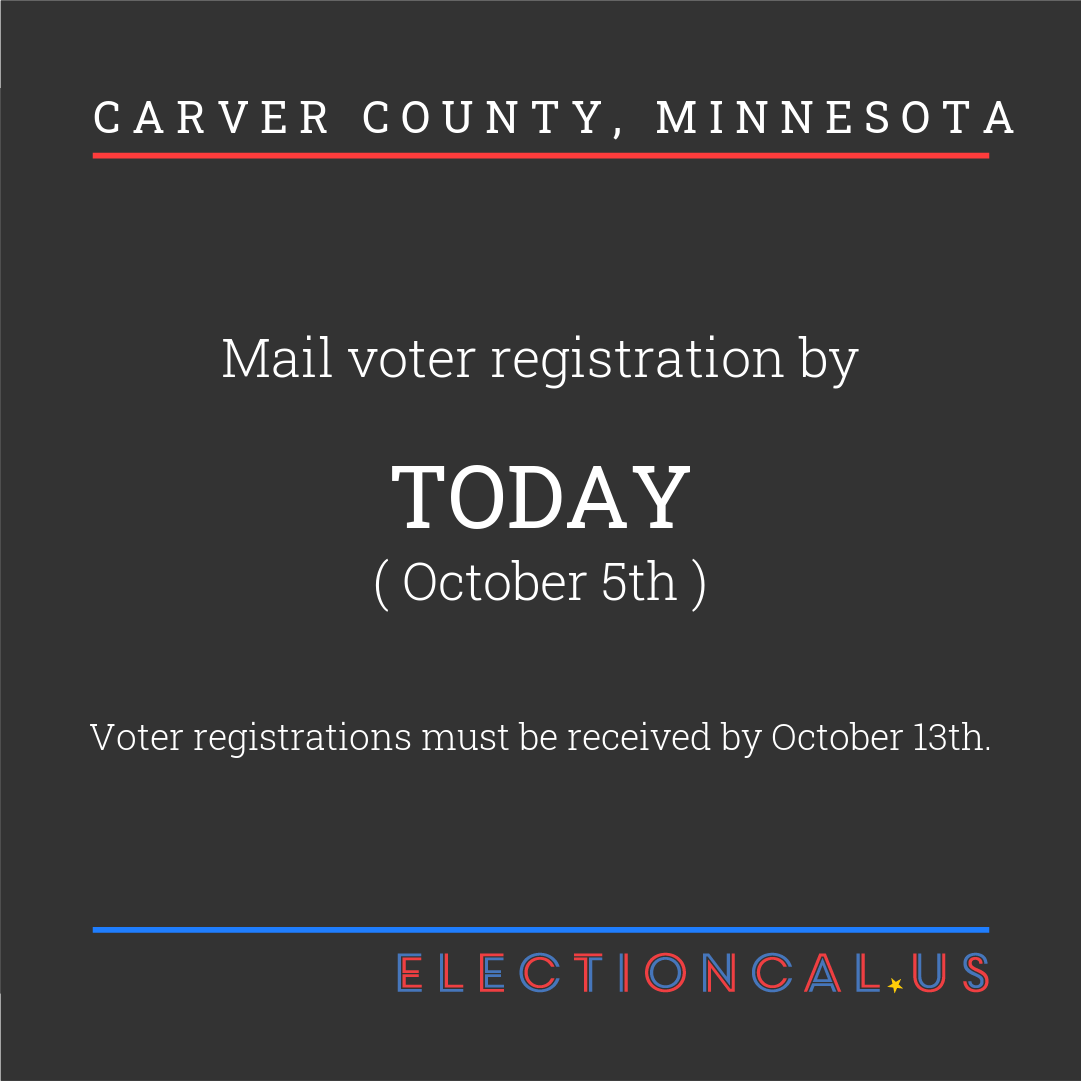 CARVER COUNTY, MINNESOTA
Mail voter registration by
TODAY
( October 5th )
Voter registrations must be received by October 13th.
ELECTIONCAL.US